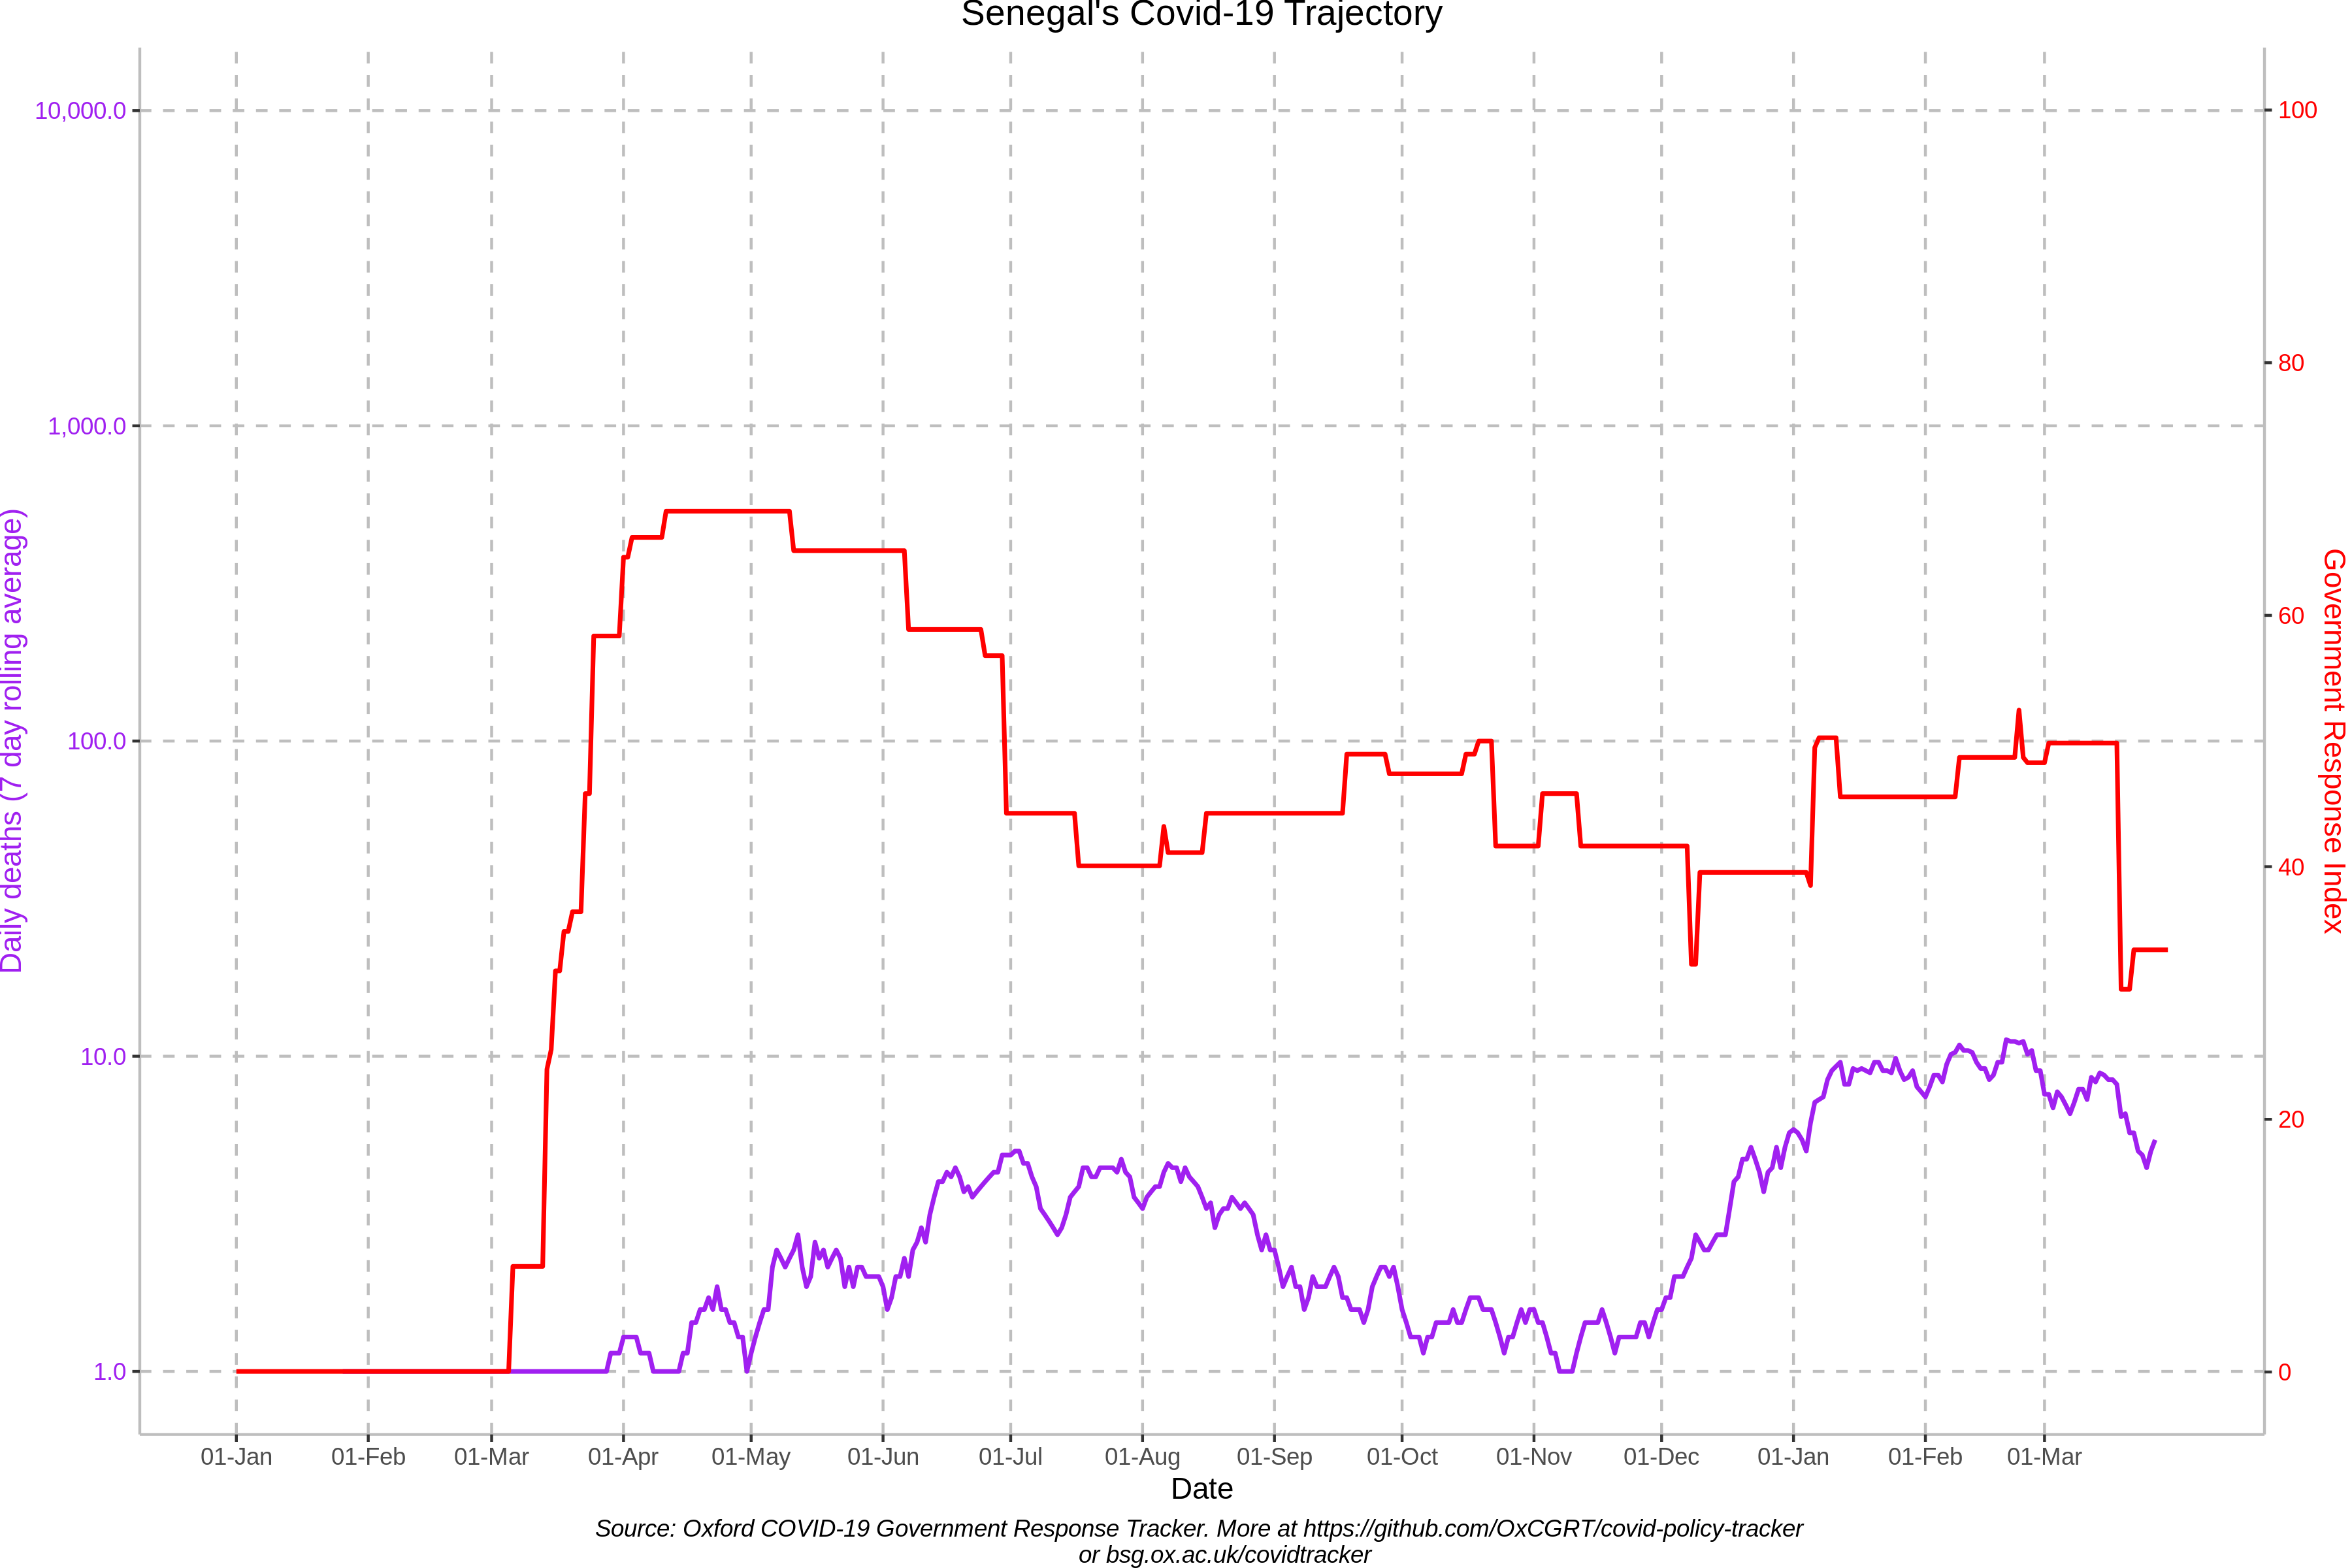 Senegal's Covid-19 Trajectory
10,000.0
1,000.0
100.0
10.0
1.0
Daily deaths (7 day rolling average)
100
80
60
40
20
0
Government Response Index
01-Jan 01-Feb 01-Mar 01-Apr 01-May 01-Jun 01-Jul 01-Aug 01-Sep 01-Oct 01-Nov 01-Dec 01-Jan 01-Feb 01-Mar
Date
Source: Oxford COVID-19 Government Response Tracker. More at https://github.com/OxCGRT/covid-policy-tracker
or bsg.ox.ac.uk/covidtracker